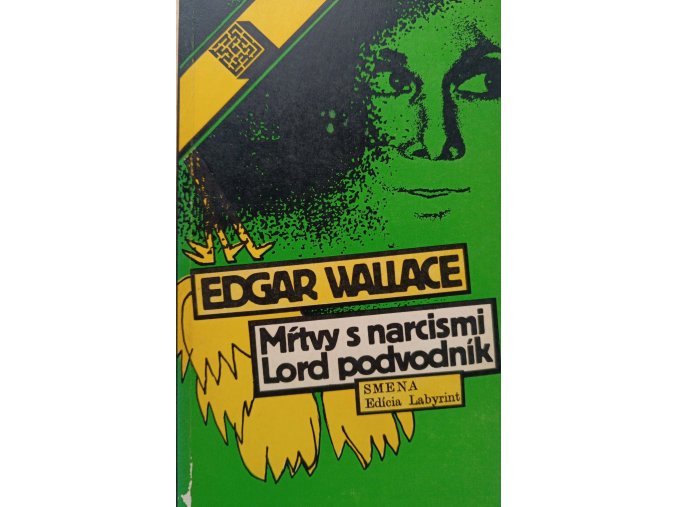 EDGAR WALLACE
Mŕtvy s narcismi
Lord podvodník
SMENA
Edícia Labyrint